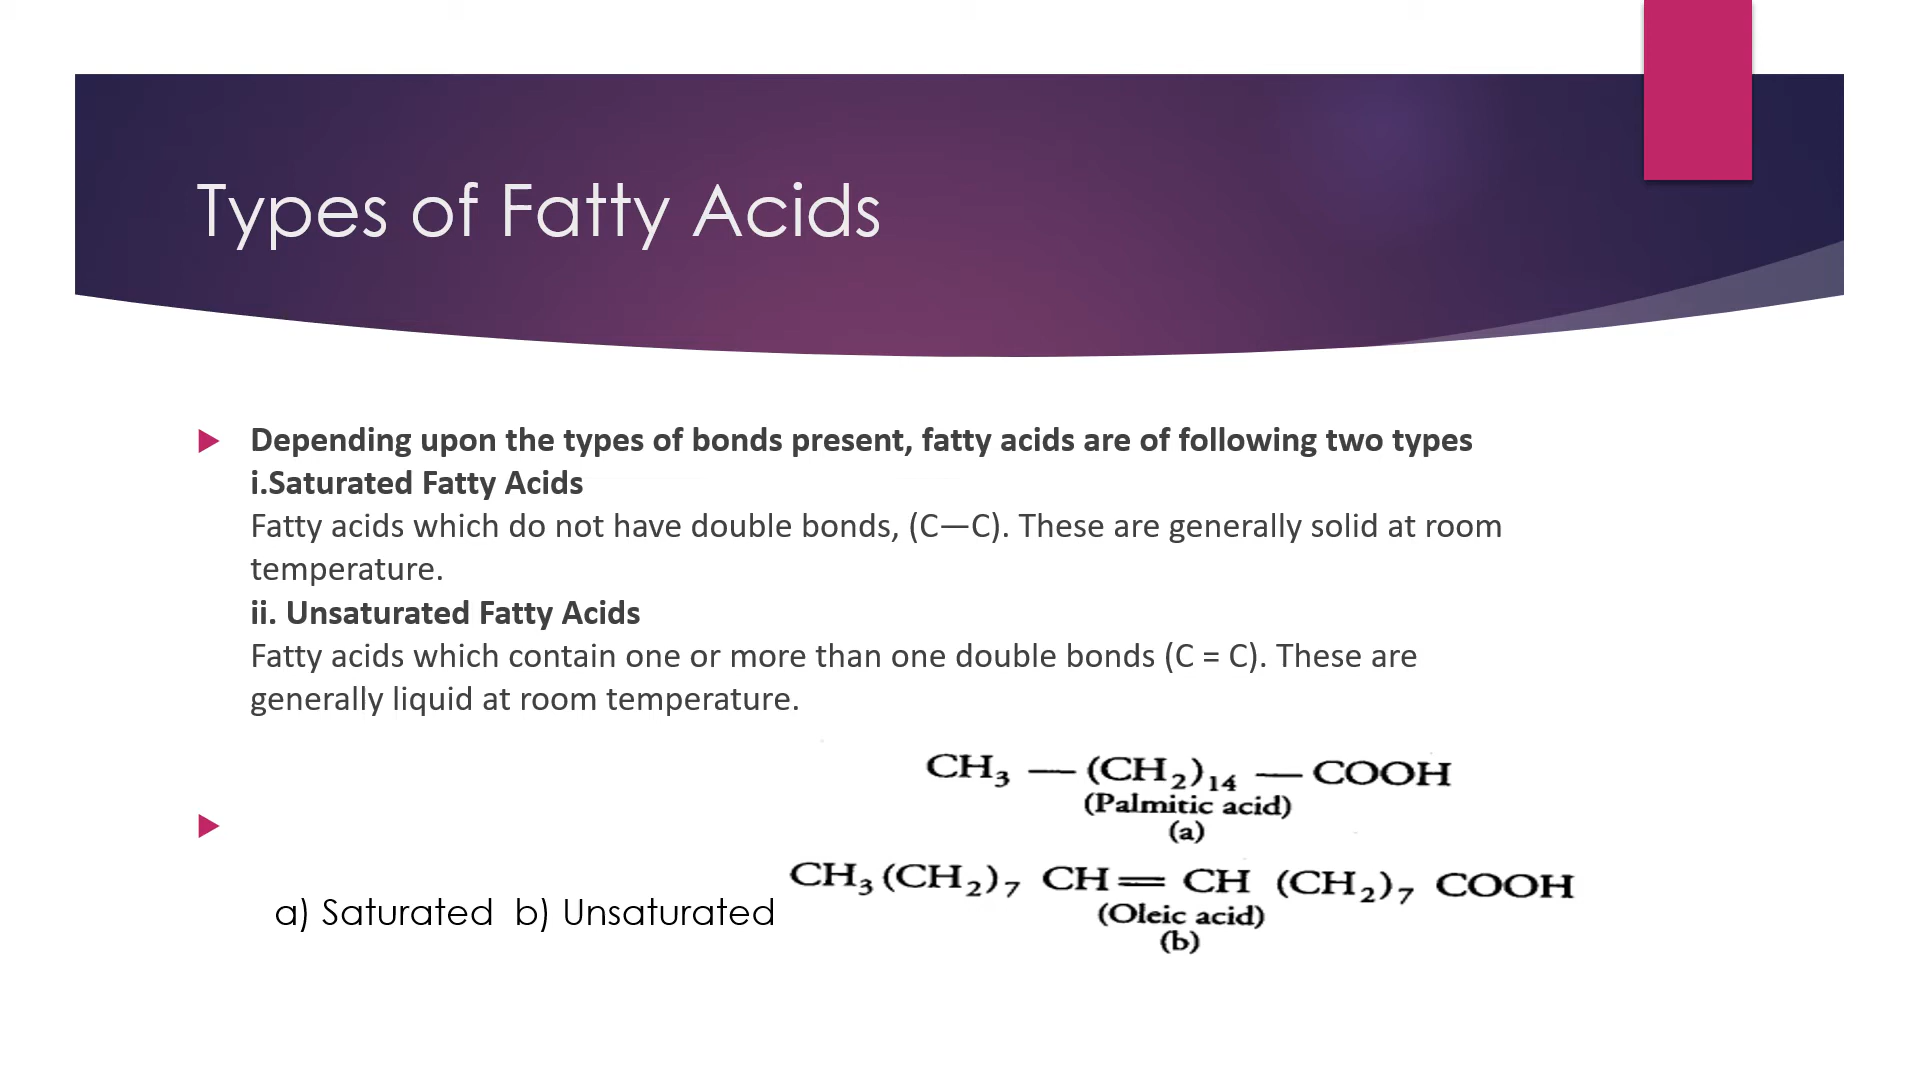 Types of Fatty Acids
Depending upon the types of bonds present, fatty acids are of following two types
i.Saturated Fatty Acids
Fatty acids which do not have double bonds, (C—C). These are generally solid at room
temperature.
ii. Unsaturated Fatty Acids
Fatty acids which contain one or more than one double bonds (C = C). These are
generally liquid at room temperature.
CH₃ — (CH₂)₁₄ — COOH
(Palmitic acid)
(a)
CH₃(CH₂)₇ CH═ CH (CH₂)₇ COOH
(Oleic acid)
(b)
a) Saturated b) Unsaturated